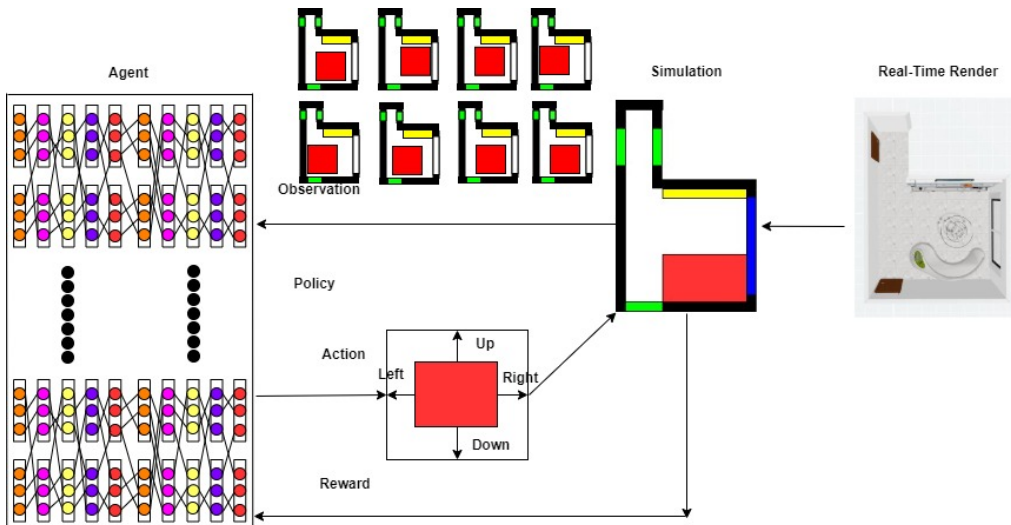 Agent
Simulation
Real-Time Render
Observation
Policy
Action
Up
Left
Right
Down
Reward